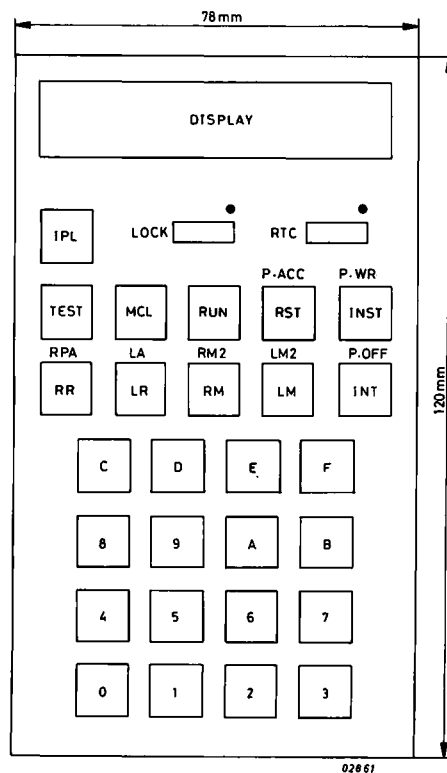 78mm
DISPLAY
IPL LOCK RTC
P-ACC P.WR
TEST MCL RUN RST INST
RPA LA RM2 LM2 P.OFF
RR LR RM LM INT
120mm
C D E F
8 9 A B
4 5 6 7
0 1 2 3
02861